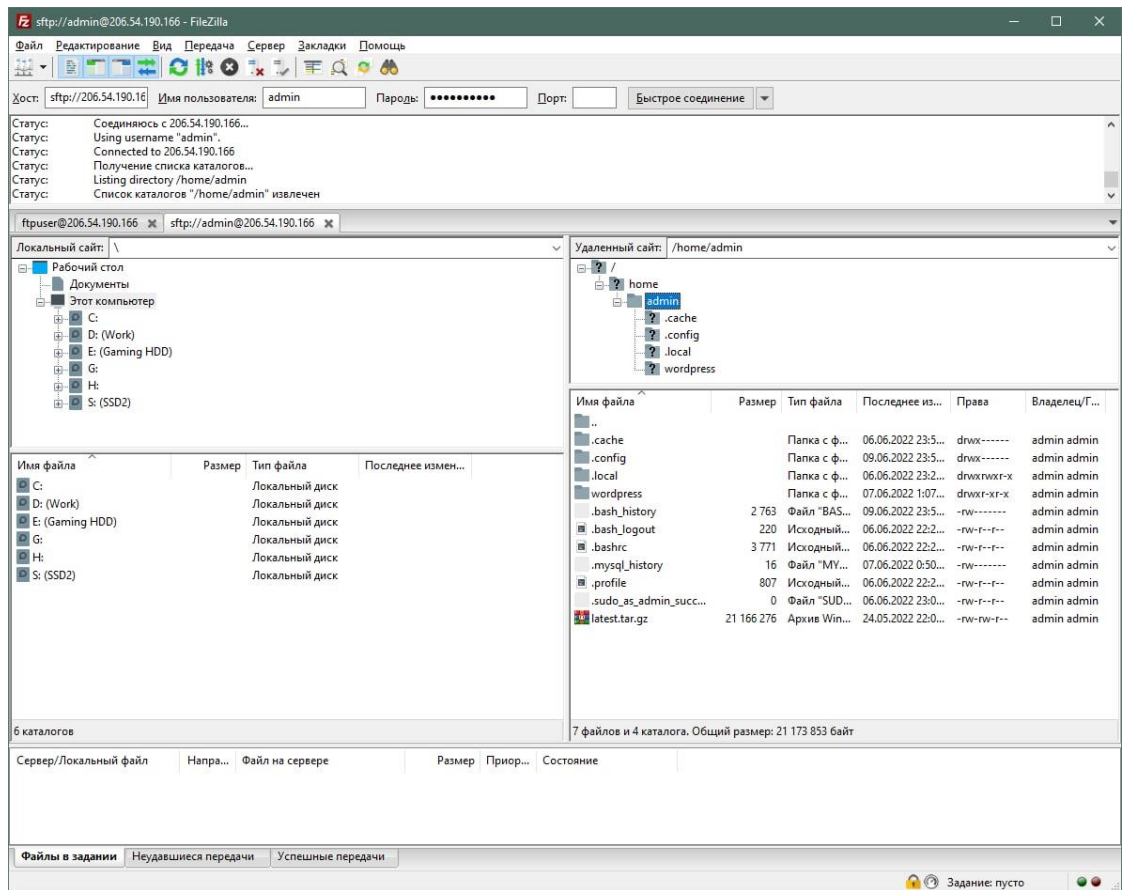 sftp://admin@206.54.190.166 - FileZilla
Файл Редактирование Вид Передача Сервер Закладки Помощь
Хост: sftp://206.54.190.16 Имя пользователя: admin Пароль: ●●●●●●●●●● Порт: Быстрое соединение
Статус: Соединяюсь с 206.54.190.166...
Статус: Using username "admin".
Статус: Connected to 206.54.190.166
Статус: Получение списка каталогов...
Статус: Listing directory /home/admin
Статус: Список каталогов "/home/admin" извлечен
ftpuser@206.54.190.166 sftp://admin@206.54.190.166
Локальный сайт: \
Рабочий стол
Документы
Этот компьютер
C:
D: (Work)
E: (Gaming HDD)
G:
H:
S: (SSD2)
Имя файла Размер Тип файла Последнее измен...
C: Локальный диск
D: (Work) Локальный диск
E: (Gaming HDD) Локальный диск
G: Локальный диск
H: Локальный диск
S: (SSD2) Локальный диск
6 каталогов
Удаленный сайт: /home/admin
/
home
admin
.cache
.config
.local
wordpress
Имя файла Размер Тип файла Последнее из... Права Владелец/Г...
..
.cache Папка с ф... 06.06.2022 23:5... drwx------ admin admin
.config Папка с ф... 09.06.2022 23:5... drwx------ admin admin
.local Папка с ф... 06.06.2022 23:2... drwxrwxr-x admin admin
wordpress Папка с ф... 07.06.2022 1:07... drwxr-xr-x admin admin
.bash_history 2 763 Файл "BAS... 09.06.2022 23:5... -rw------- admin admin
.bash_logout 220 Исходный... 06.06.2022 22:2... -rw-r--r-- admin admin
.bashrc 3 771 Исходный... 06.06.2022 22:2... -rw-r--r-- admin admin
.mysql_history 16 Файл "MY... 07.06.2022 0:50... -rw------- admin admin
.profile 807 Исходный... 06.06.2022 22:2... -rw-r--r-- admin admin
.sudo_as_admin_succ... 0 Файл "SUD... 06.06.2022 23:0... -rw-r--r-- admin admin
latest.tar.gz 21 166 276 Архив Win... 24.05.2022 22:0... -rw-rw-r-- admin admin
7 файлов и 4 каталога. Общий размер: 21 173 853 байт
Сервер/Локальный файл Напра... Файл на сервере Размер Приор... Состояние
Файлы в задании Неудавшиеся передачи Успешные передачи
Задание: пусто